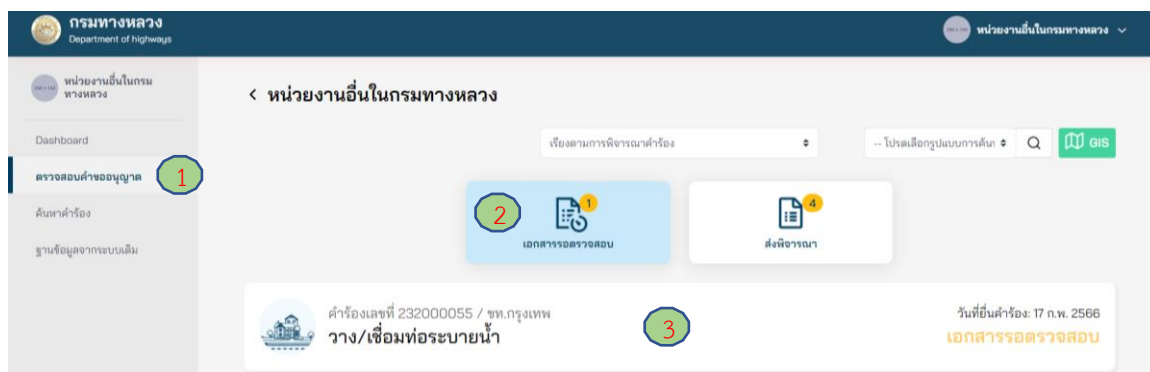 กรมทางหลวง
Department of highways
หน่วยงานอื่นในกรมทางหลวง
หน่วยงานอื่นในกรม
ทางหลวง
< หน่วยงานอื่นในกรมทางหลวง
Dashboard
เรียงตามการพิจารณาคำร้อง
-- โปรดเลือกรูปแบบการค้น
GIS
ตรวจสอบคำขออนุญาต
1
ค้นหาคำร้อง
2
1
4
ฐานข้อมูลจากระบบเดิม
เอกสารรอตรวจสอบ
ส่งพิจารณา
คำร้องเลขที่ 232000055 / ขท.กรุงเทพ
วันที่ยื่นคำร้อง: 17 ก.พ. 2566
วาง/เชื่อมท่อระบายน้ำ
3
เอกสารรอตรวจสอบ